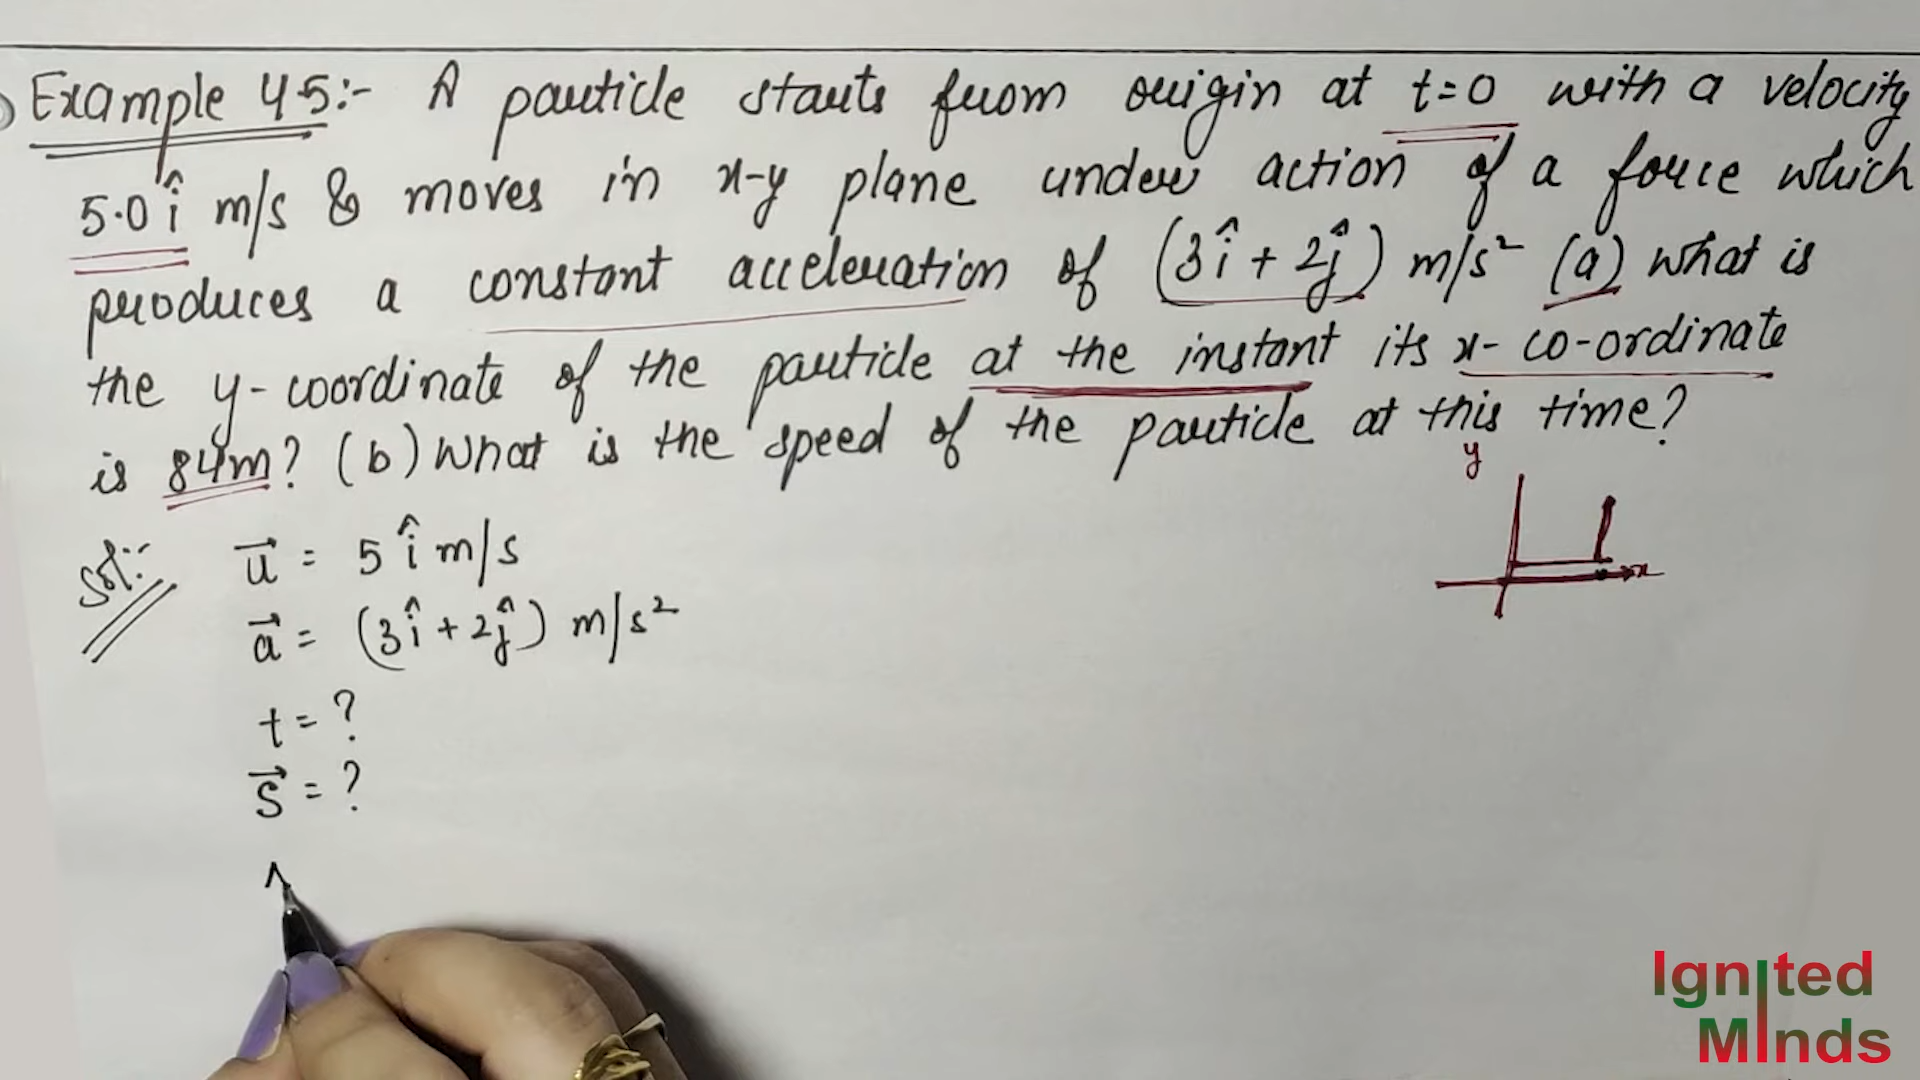 Example 45:- A particle starts from origin at t=0 with a velocity
5.0 î m/s & moves in x-y plane under action of a force which
produces a constant acceleration of (3î + 2ĵ) m/s² (a) what is
the y-coordinate of the particle at the instant its x-co-ordinate
is 84m? (b) What is the speed of the particle at this time?
y
x
Sol:-
u⃗ = 5 î m/s
a⃗ = (3î + 2ĵ) m/s²
t = ?
s⃗ = ?
Ignited
Minds